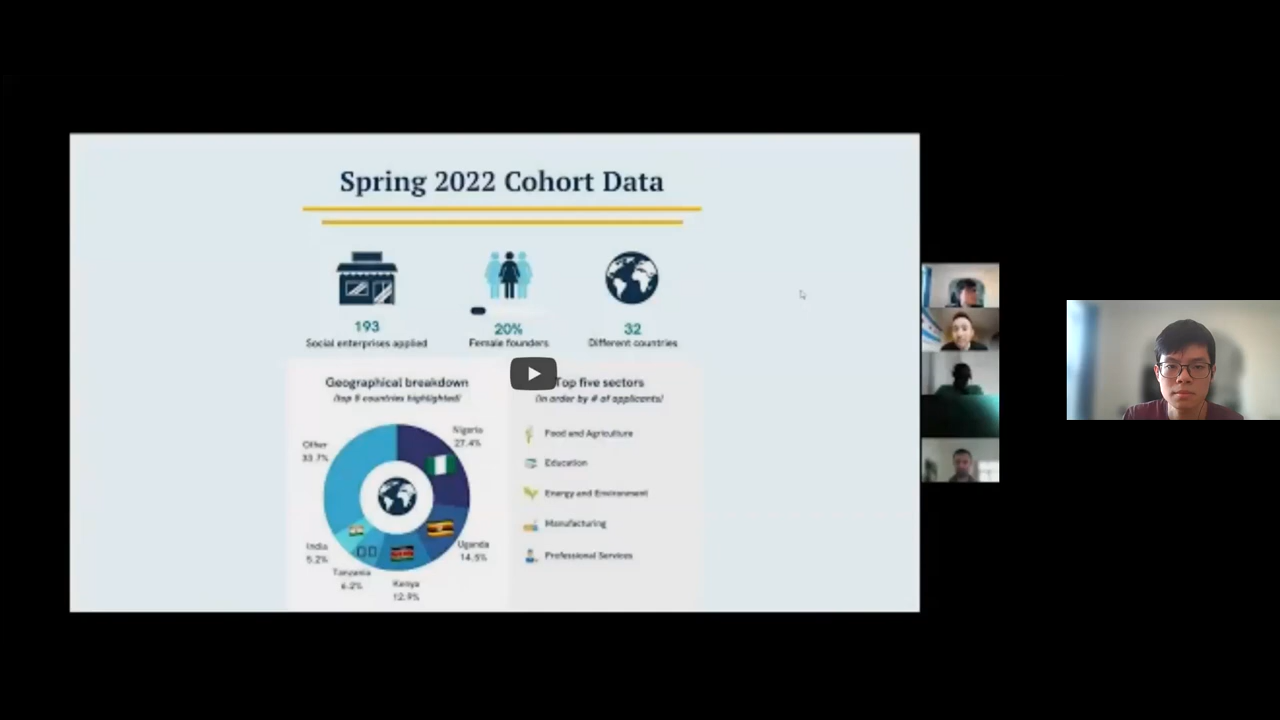 Spring 2022 Cohort Data
193
Social enterprises applied
20%
Female founders
32
Different countries
Geographical breakdown
(top 5 countries highlighted)
Nigeria
27.4%
Uganda
14.5%
Kenya
12.9%
Tanzania
6.2%
India
5.2%
Other
33.7%
Top five sectors
(in order by # of applicants)
Food and Agriculture
Education
Energy and Environment
Manufacturing
Professional Services